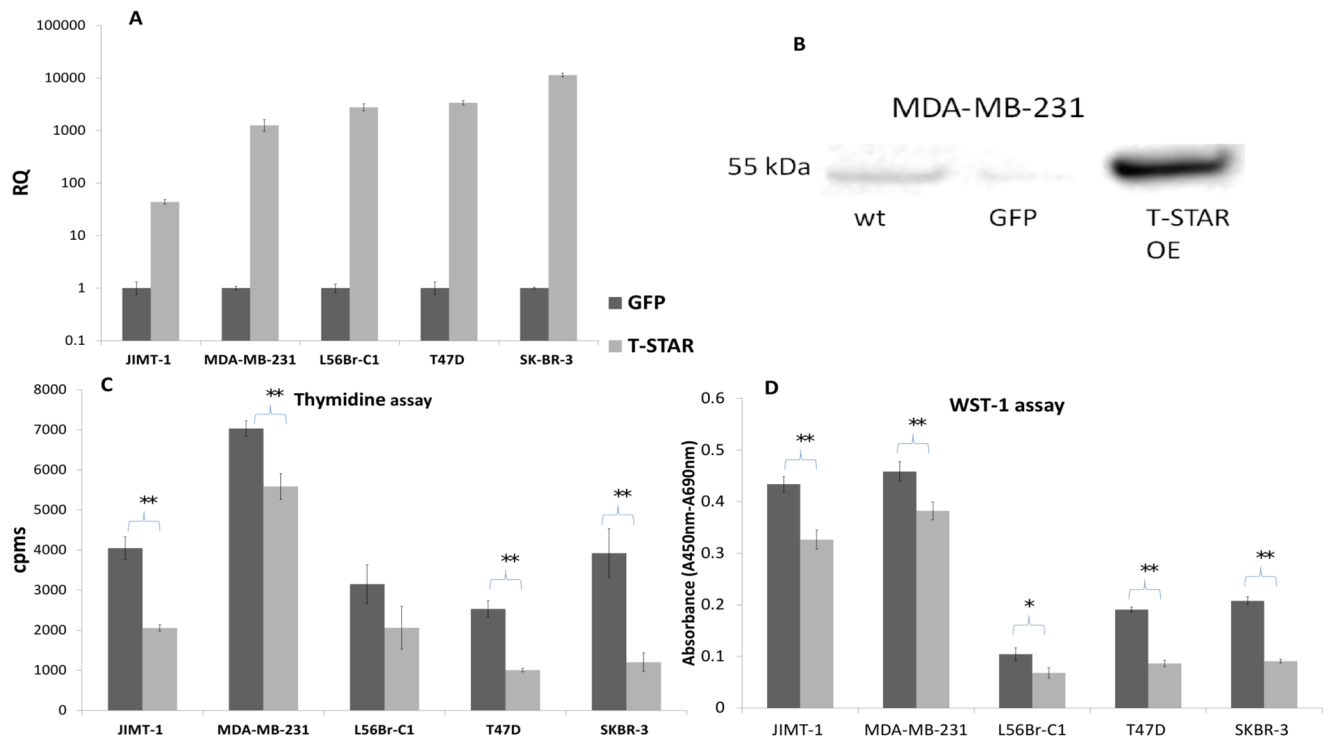 A
100000
10000
1000
100
10
1
0.1
RQ
JIMT-1 MDA-MB-231 L56Br-C1 T47D SK-BR-3
GFP
T-STAR
B
MDA-MB-231
55 kDa
wt GFP T-STAR
OE
C
Thymidine assay
8000
7000
6000
5000
4000
3000
2000
1000
0
cpms
** ** ** **
JIMT-1 MDA-MB-231 L56Br-C1 T47D SKBR-3
D
WST-1 assay
0.6
0.5
0.4
0.3
0.2
0.1
0
Absorbance (A450nm-A690nm)
** ** * ** **
JIMT-1 MDA-MB-231 L56Br-C1 T47D SKBR-3